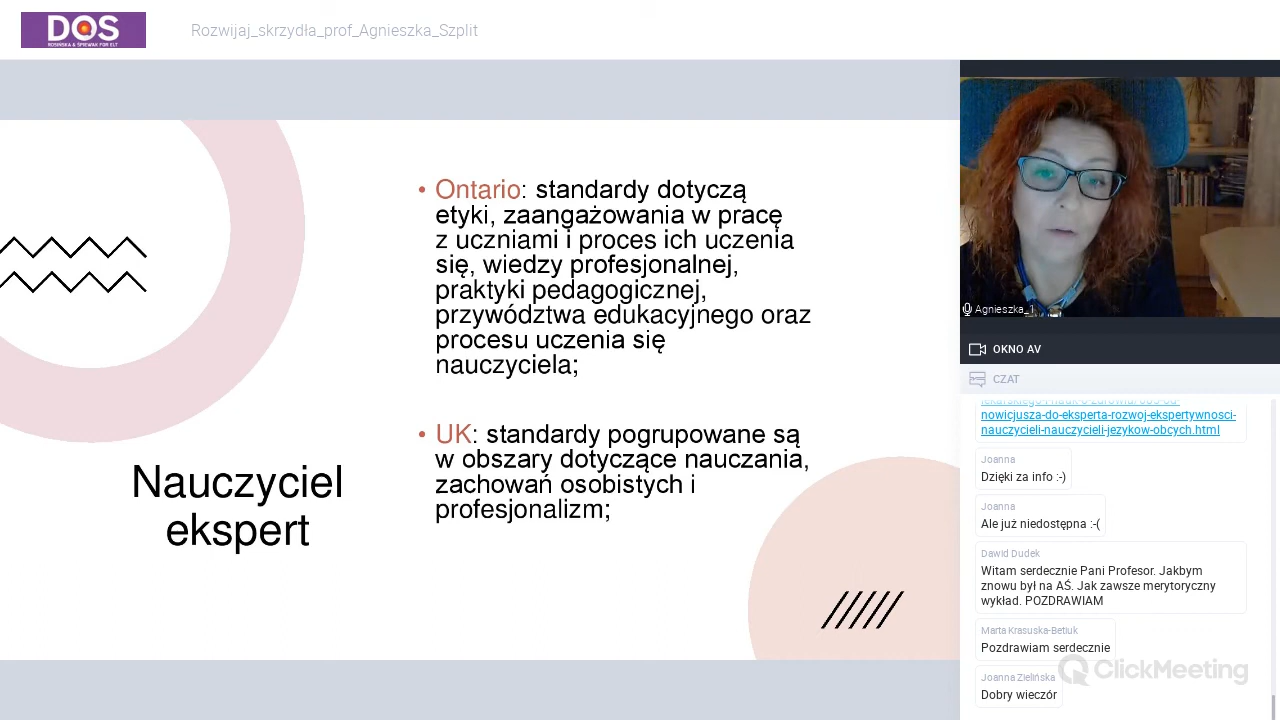 DOS
ROSIŃSKA & ŚPIEWAK FOR ELT
Rozwijaj_skrzydła_prof_Agnieszka_Szplit
Nauczyciel
ekspert
• Ontario: standardy dotyczą
etyki, zaangażowania w pracę
z uczniami i proces ich uczenia
się, wiedzy profesjonalnej,
praktyki pedagogicznej,
przywództwa edukacyjnego oraz
procesu uczenia się
nauczyciela;
• UK: standardy pogrupowane są
w obszary dotyczące nauczania,
zachowań osobistych i
profesjonalizm;
Agnieszka_1
OKNO AV
CZAT
nowicjusza-do-eksperta-rozwoj-ekspertywnosci-
nauczycieli-nauczycieli-jezykow-obcych.html
Joanna
Dzięki za info :-)
Joanna
Ale już niedostępna :-(
Dawid Dudek
Witam serdecznie Pani Profesor. Jakbym
znowu był na AŚ. Jak zawsze merytoryczny
wykład. POZDRAWIAM
Marta Krasuska-Betiuk
Pozdrawiam serdecznie
Joanna Zielińska
Dobry wieczór
ClickMeeting